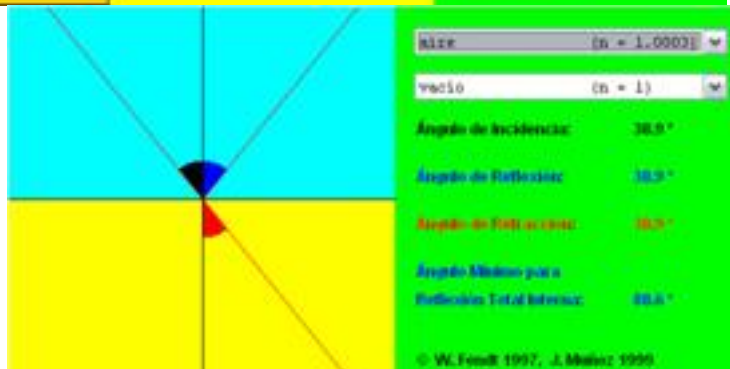 aire (n = 1.0003)
vacío (n = 1)
Ángulo de Incidencia: 38.9 °
Ángulo de Reflexión: 38.9 °
Ángulo de Refracción: 38.9 °
Ángulo Mínimo para
Reflexión Total Interna: 88.6 °
© W. Fendt 1997, J. Muñoz 1999